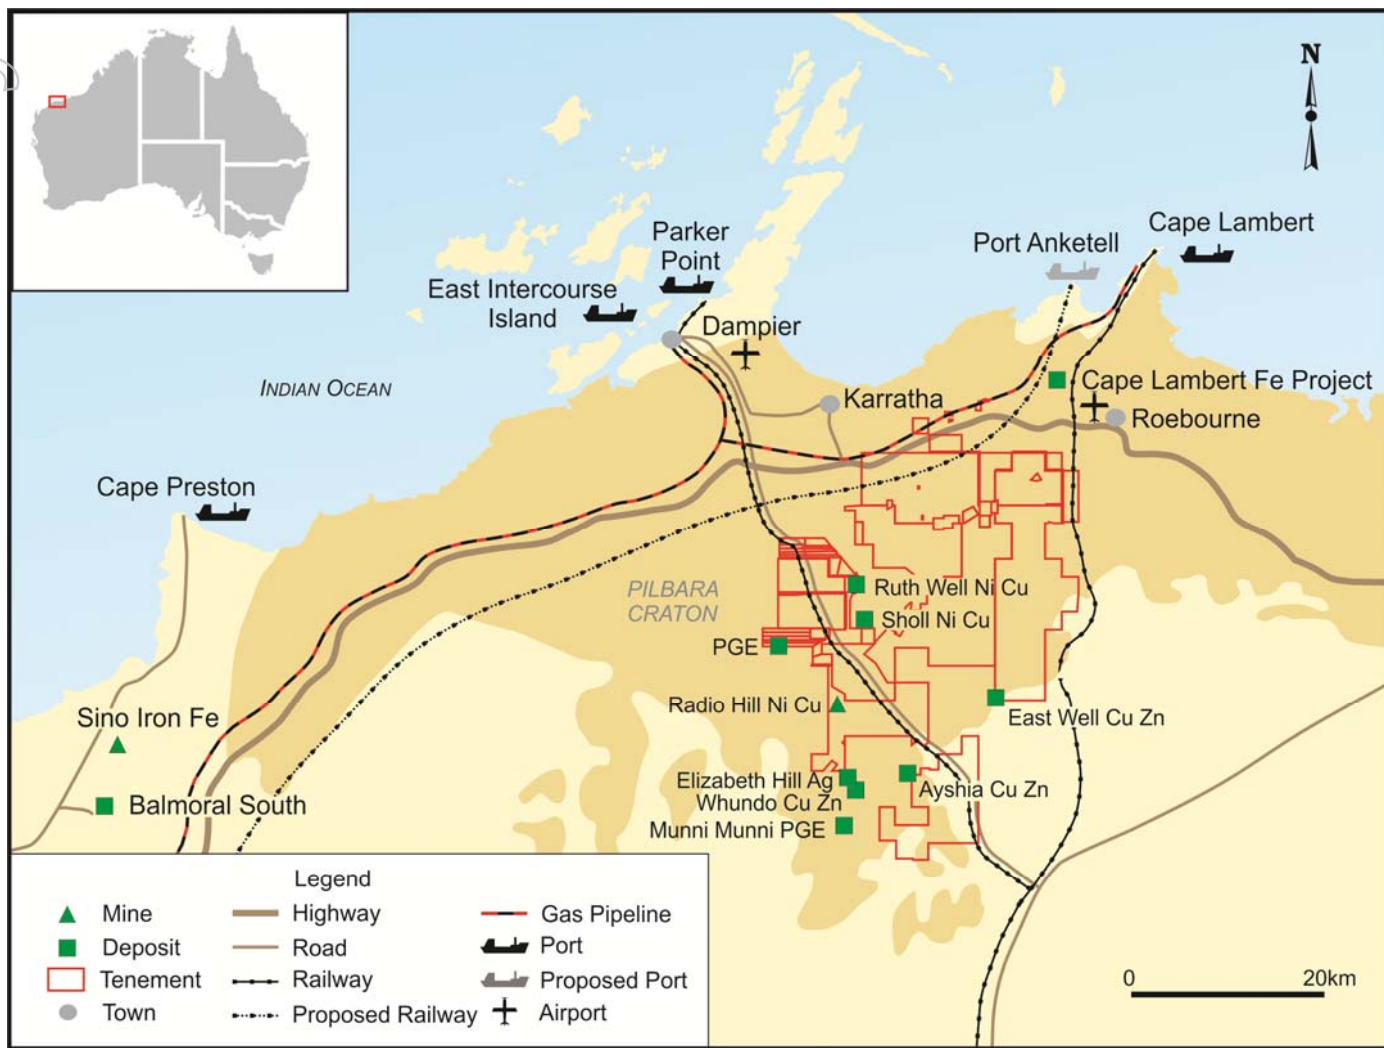 N
Cape Lambert
Port Anketell
Parker
Point
East Intercourse
Island
Dampier
INDIAN OCEAN
Karratha
Cape Lambert Fe Project
Roebourne
Cape Preston
PILBARA
CRATON
Ruth Well Ni Cu
Sholl Ni Cu
PGE
Radio Hill Ni Cu
East Well Cu Zn
Sino Iron Fe
Balmoral South
Elizabeth Hill Ag
Whundo Cu Zn
Ayshia Cu Zn
Munni Munni PGE
Legend
Mine
Highway
Gas Pipeline
Deposit
Road
Port
Tenement
Railway
Proposed Port
Town
Proposed Railway
Airport
0 20km